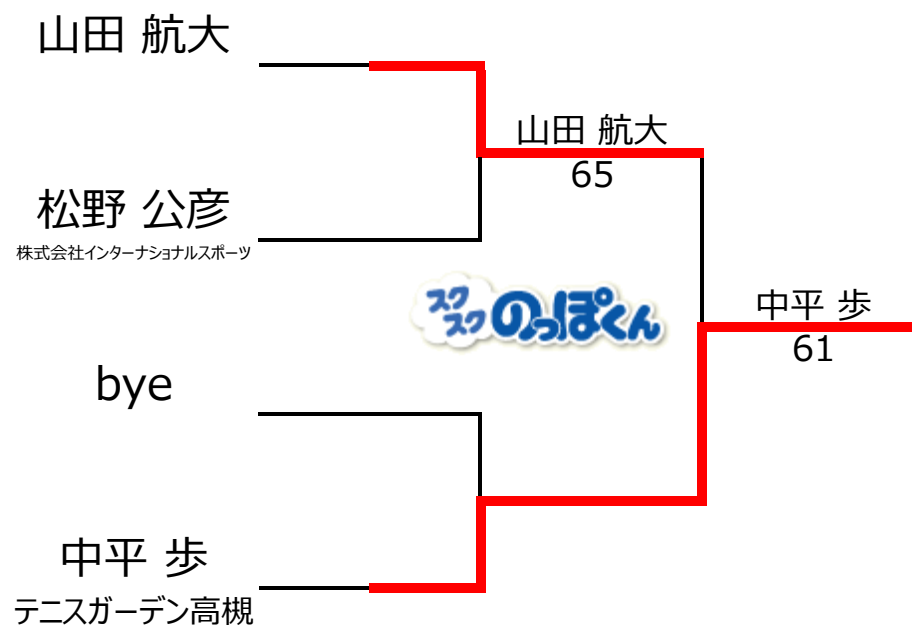 山田 航大
山田 航大
65
松野 公彦
株式会社インターナショナルスポーツ
スクスクのっぽくん
中平 歩
61
bye
中平 歩
テニスガーデン高槻